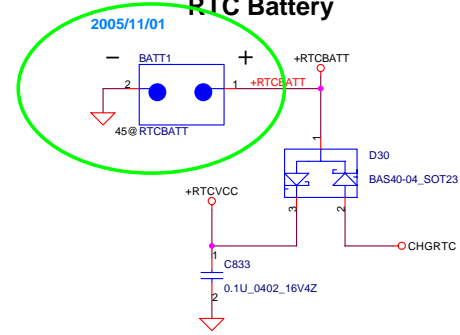 RTC Battery
2005/11/01
- BATT1 +
+RTCBATT
2
1
+RTCBATT
45@RTCBATT
1
D30
BAS40-04_SOT23
+RTCVCC
3
2
CHGRTC
1
C833
0.1U_0402_16V4Z
2